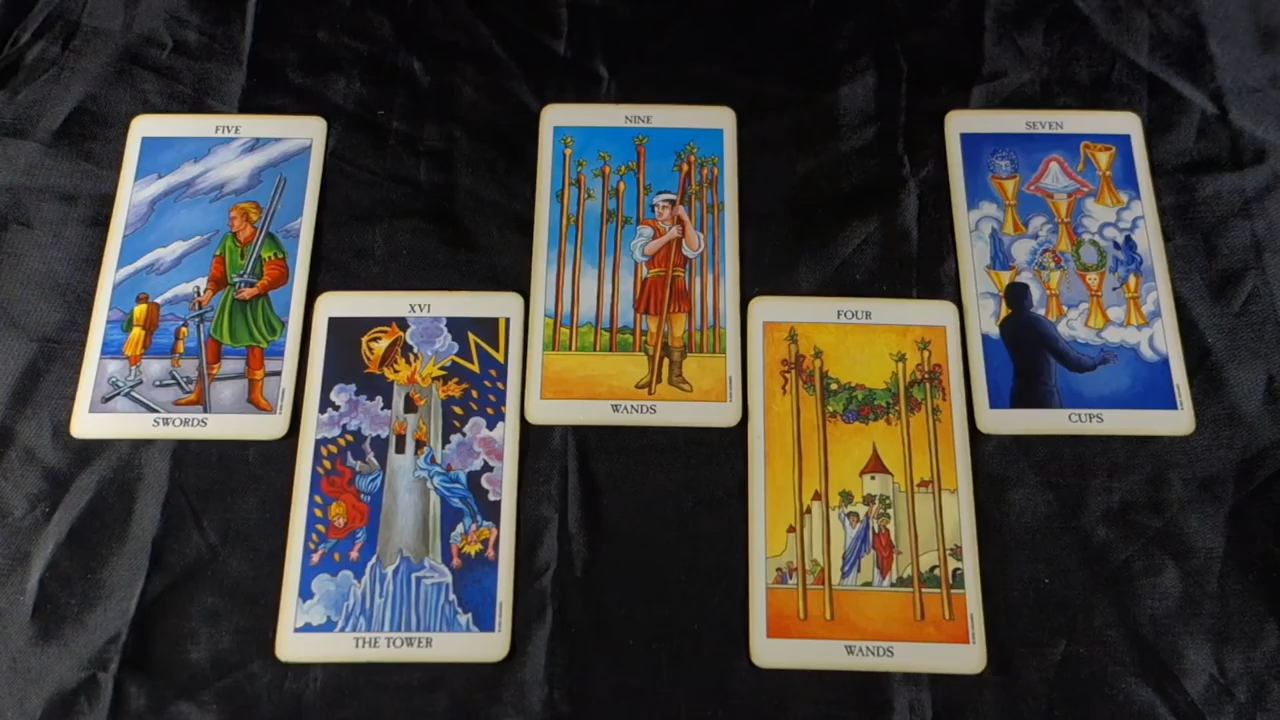 FIVE
SWORDS
XVI
THE TOWER
NINE
WANDS
FOUR
WANDS
SEVEN
CUPS